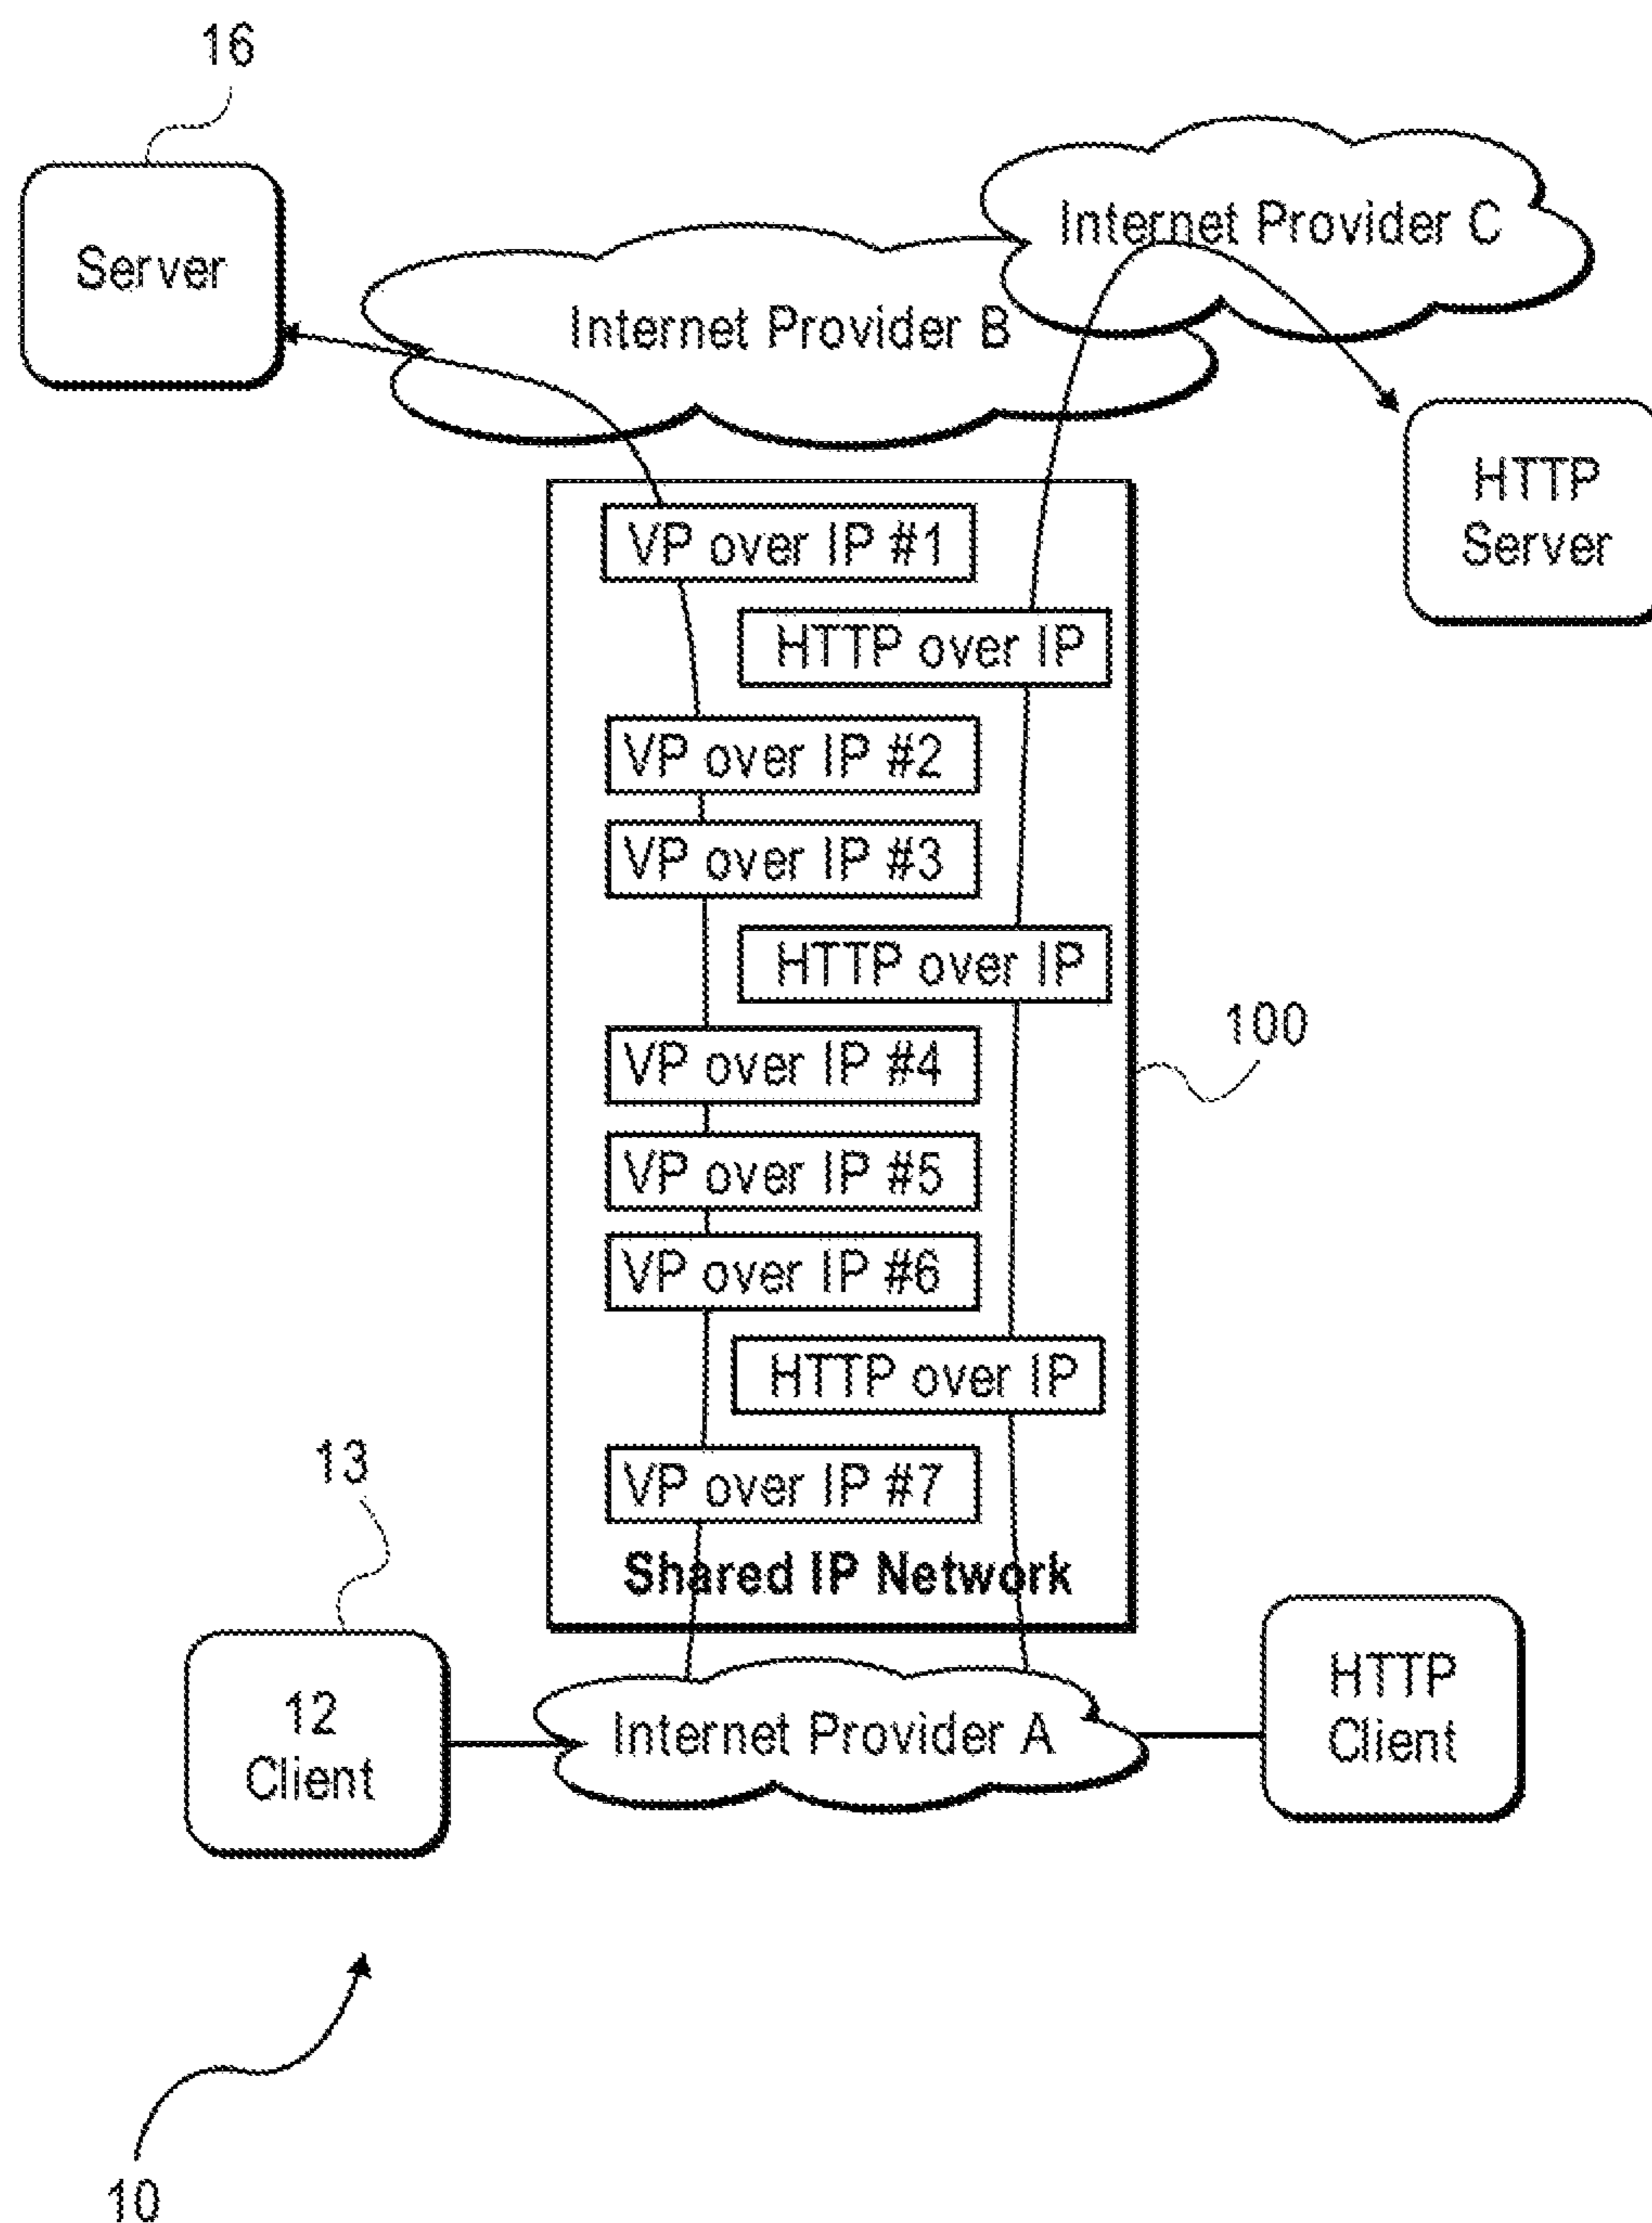 16
Server
Internet Provider C
Internet Provider B
HTTP
Server
VP over IP #1
HTTP over IP
VP over IP #2
VP over IP #3
HTTP over IP
100
VP over IP #4
VP over IP #5
VP over IP #6
HTTP over IP
13
VP over IP #7
Shared IP Network
12
Client
Internet Provider A
HTTP
Client
10